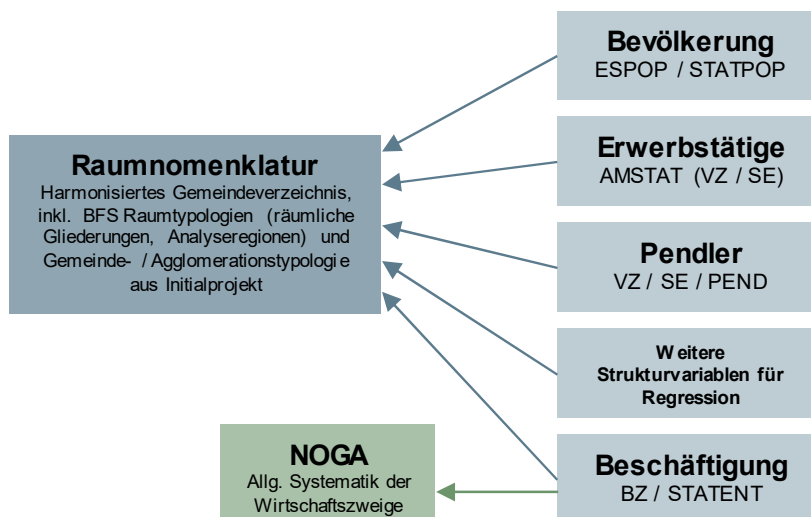 Raumnomenklatur
Harmonisiertes Gemeindeverzeichnis,
inkl. BFS Raumtypologien (räumliche
Gliederungen, Analyseregionen) und
Gemeinde- / Agglomerationstypologie
aus Initialprojekt
Bevölkerung
ESPOP / STATPOP
Erwerbstätige
AMSTAT (VZ / SE)
Pendler
VZ / SE / PEND
Weitere
Strukturvariablen für
Regression
Beschäftigung
BZ / STATENT
NOGA
Allg. Systematik der
Wirtschaftszweige